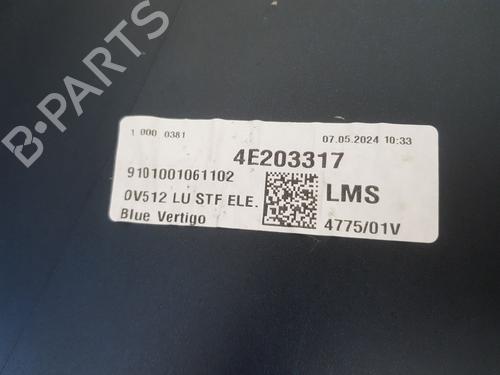 B-PARTS
1 000 0381 07.05.2024 10:33
4E203317
9101001061102
0V512 LU STF ELE. LMS
Blue Vertigo 4775/01V